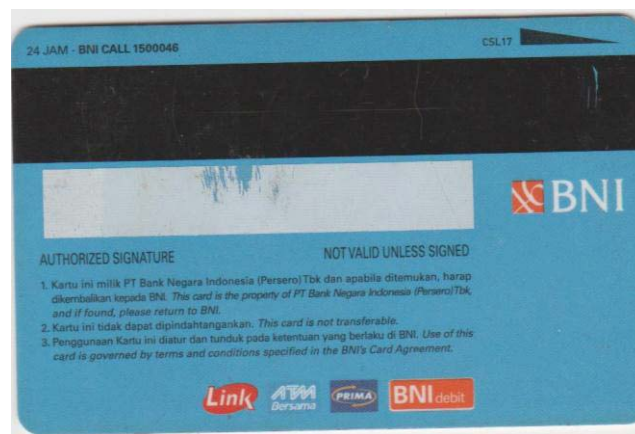 24 JAM - BNI CALL 1500046
CSL17
BNI
AUTHORIZED SIGNATURE
NOT VALID UNLESS SIGNED
1. Kartu ini milik PT Bank Negara Indonesia (Persero) Tbk dan apabila ditemukan, harap
dikembalikan kepada BNI. This card is the property of PT Bank Negara Indonesia (Persero) Tbk,
and if found, please return to BNI.
2. Kartu ini tidak dapat dipindahtangankan. This card is not transferable.
3. Penggunaan Kartu ini diatur dan tunduk pada ketentuan yang berlaku di BNI. Use of this
card is governed by terms and conditions specified in the BNI's Card Agreement.
Link
ATM
Bersama
PRIMA
BNI debit